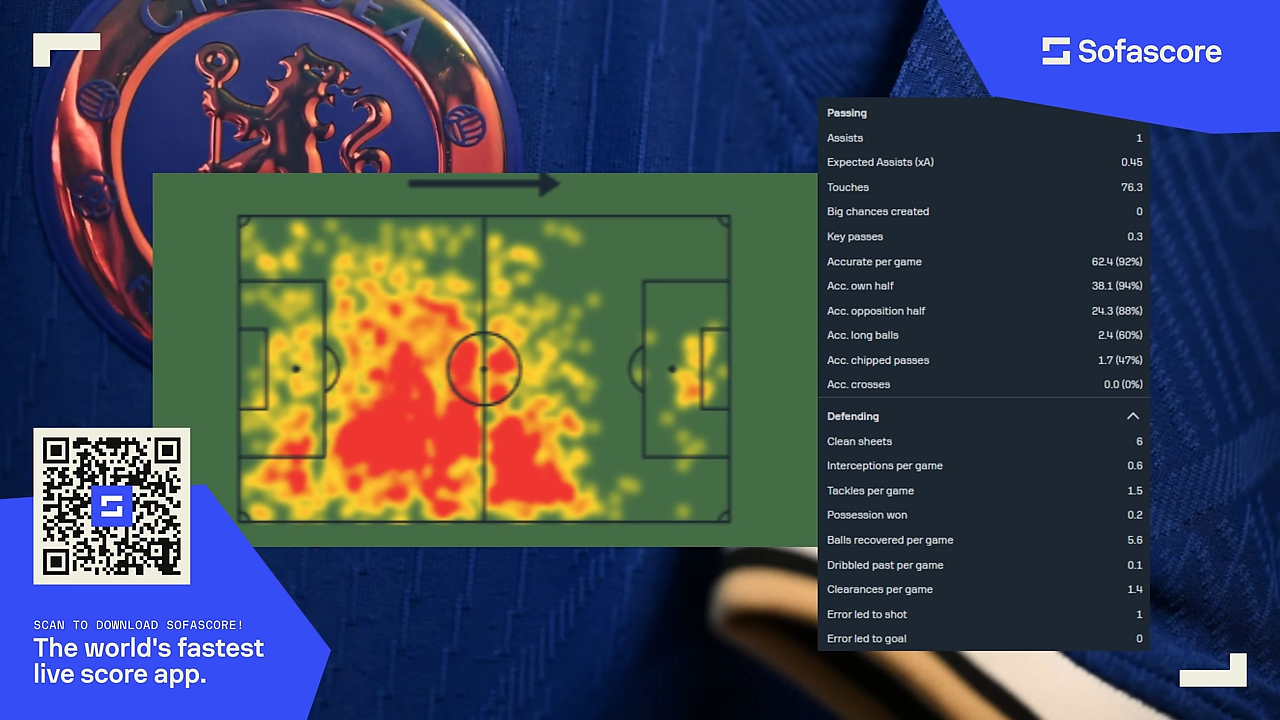 CHELSEA
Sofascore
Passing
Assists 1
Expected Assists (xA) 0.45
Touches 76.3
Big chances created 0
Key passes 0.3
Accurate per game 62.4 (92%)
Acc. own half 38.1 (94%)
Acc. opposition half 24.3 (88%)
Acc. long balls 2.4 (60%)
Acc. chipped passes 1.7 (47%)
Acc. crosses 0.0 (0%)
Defending
Clean sheets 6
Interceptions per game 0.6
Tackles per game 1.5
Possession won 0.2
Balls recovered per game 5.6
Dribbled past per game 0.1
Clearances per game 1.4
Error led to shot 1
Error led to goal 0
SCAN TO DOWNLOAD SOFASCORE!
The world's fastest
live score app.